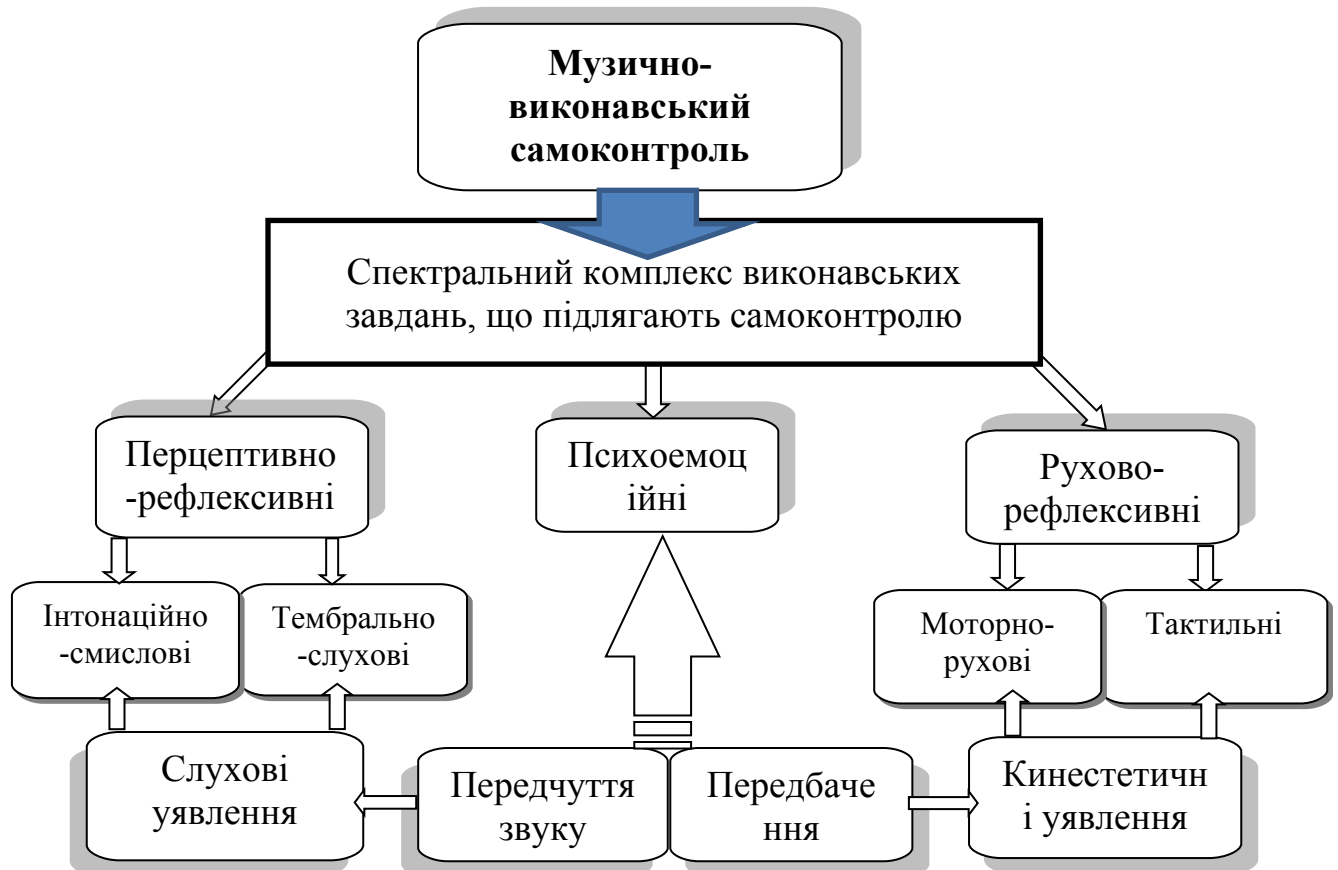 Музично-
виконавський
самоконтроль
Спектральний комплекс виконавських
завдань, що підлягають самоконтролю
Перцептивно
-рефлексивні
Психоемоц
ійні
Рухово-
рефлексивні
Інтонаційно
-смислові
Тембрально
-слухові
Моторно-
рухові
Тактильні
Слухові
уявлення
Передчуття
звуку
Передбаче
ння
Кинестетичн
і уявлення